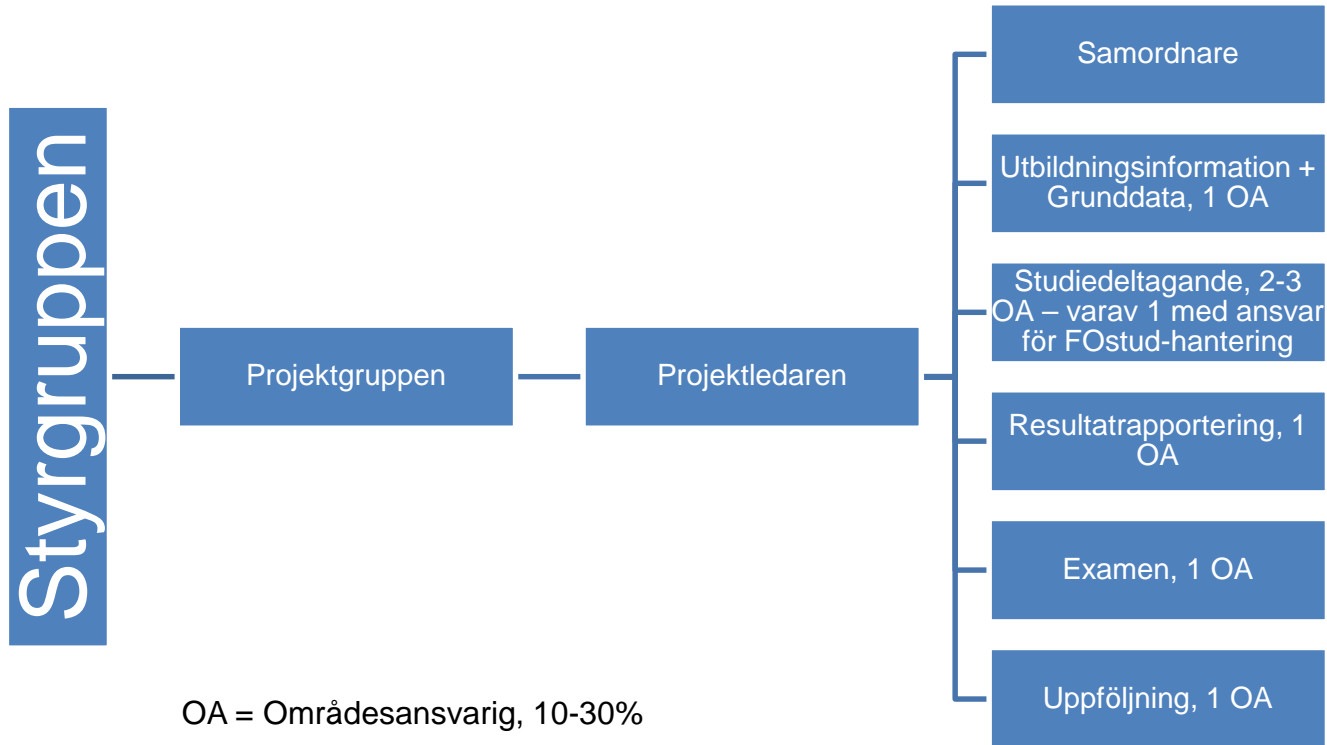 Styrgruppen
Projektgruppen
Projektledaren
Samordnare
Utbildningsinformation +
Grunddata, 1 OA
Studiedeltagande, 2-3
OA – varav 1 med ansvar
för FOstud-hantering
Resultatrapportering, 1
OA
Examen, 1 OA
Uppföljning, 1 OA
OA = Områdesansvarig, 10-30%